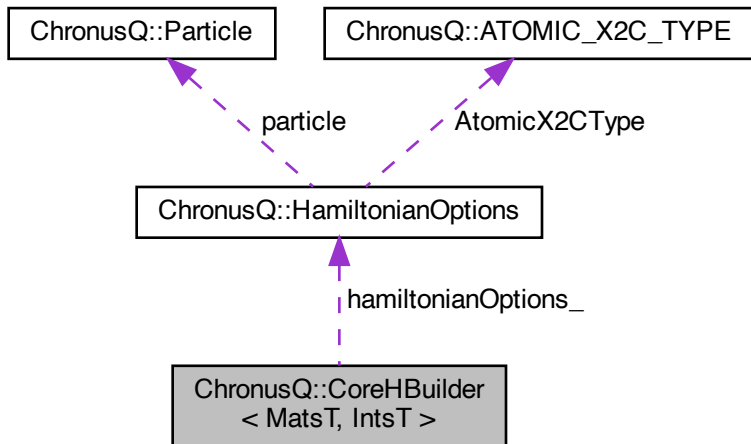 ChronusQ::Particle
ChronusQ::ATOMIC_X2C_TYPE
particle
AtomicX2CType
ChronusQ::HamiltonianOptions
hamiltonianOptions_
ChronusQ::CoreHBuilder
< MatsT, IntsT >